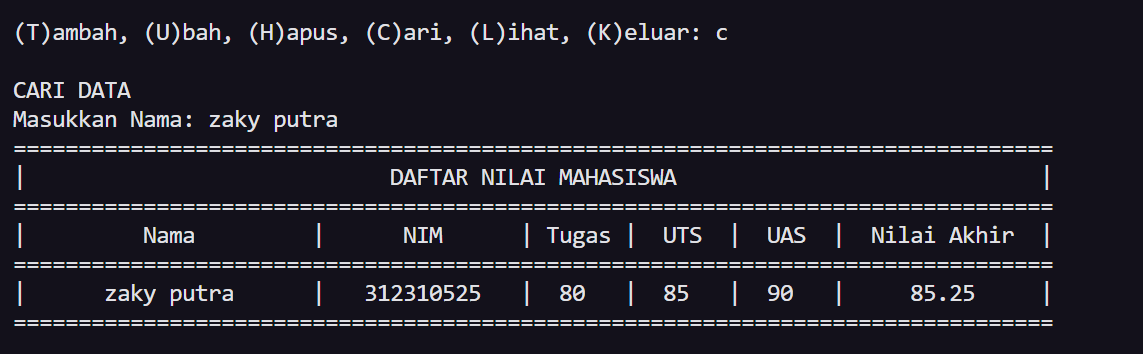 (T)ambah, (U)bah, (H)apus, (C)ari, (L)ihat, (K)eluar: c
CARI DATA
Masukkan Nama: zaky putra
================================================================================
|                            DAFTAR NILAI MAHASISWA                            |
================================================================================
|         Nama         |      NIM      | Tugas |  UTS  |  UAS  |  Nilai Akhir  |
================================================================================
|      zaky putra      |   312310525   |  80   |  85   |  90   |     85.25     |
================================================================================